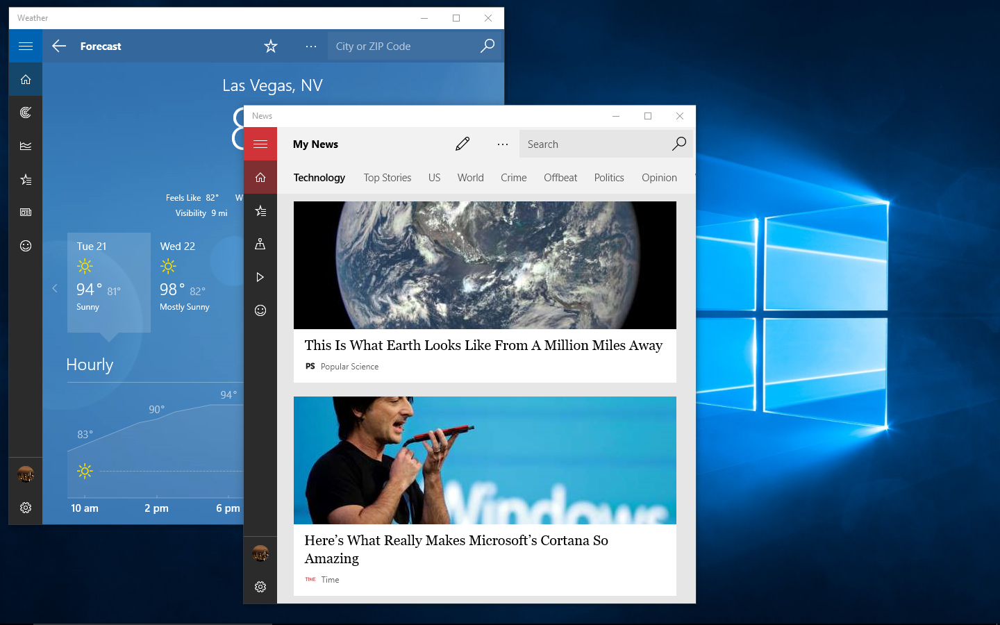 Weather
Forecast
City or ZIP Code
Las Vegas, NV
8
Feels Like 82°
W
Visibility 9 mi
Tue 21
94° 81°
Sunny
Wed 22
98° 82°
Mostly Sunny
Hourly
83°
90°
94°
10 am
2 pm
6 pm
News
My News
Search
Technology
Top Stories
US
World
Crime
Offbeat
Politics
Opinion
This Is What Earth Looks Like From A Million Miles Away
PS Popular Science
Windows
Here’s What Really Makes Microsoft’s Cortana So
Amazing
TIME Time